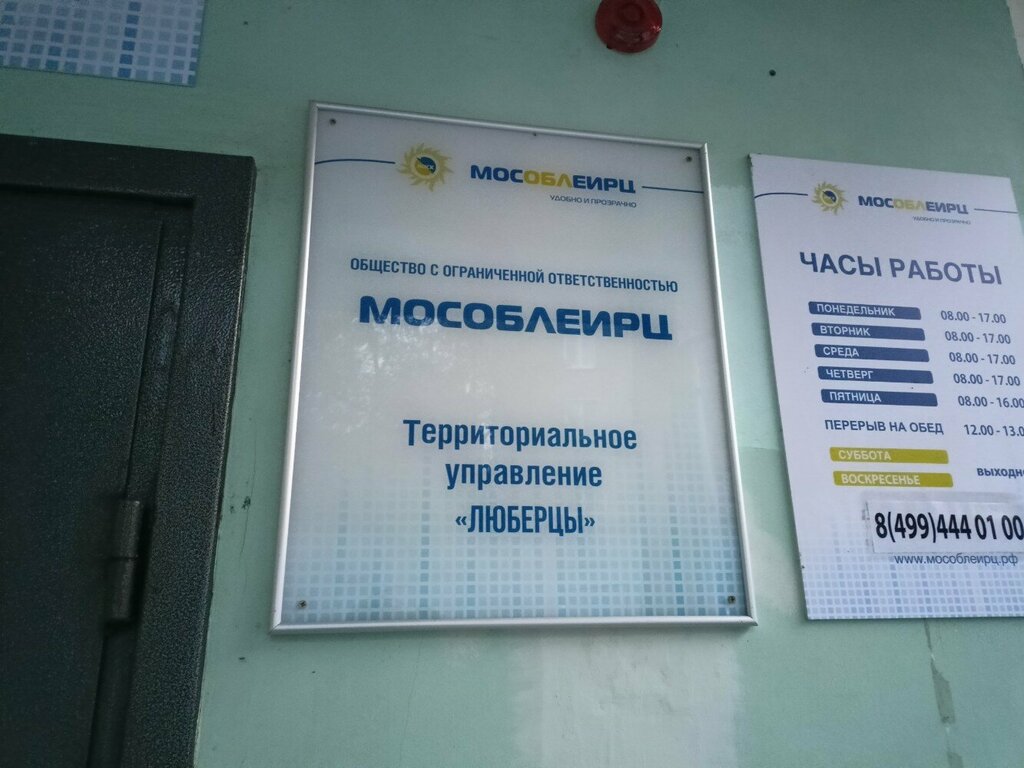 МОСОБЛЕИРЦ
УДОБНО И ПРОЗРАЧНО
ОБЩЕСТВО С ОГРАНИЧЕННОЙ ОТВЕТСТВЕННОСТЬЮ
МОСОБЛЕИРЦ
Территориальное
управление
«ЛЮБЕРЦЫ»
МОСОБЛЕИРЦ
УДОБНО И ПРОЗРАЧНО
ЧАСЫ РАБОТЫ
ПОНЕДЕЛЬНИК 08.00 - 17.00
ВТОРНИК 08.00 - 17.00
СРЕДА 08.00 - 17.00
ЧЕТВЕРГ 08.00 - 17.00
ПЯТНИЦА 08.00 - 16.00
ПЕРЕРЫВ НА ОБЕД 12.00 - 13.0
СУББОТА
ВОСКРЕСЕНЬЕ выходн
8(499)444 01 00
www.мособлеирц.рф